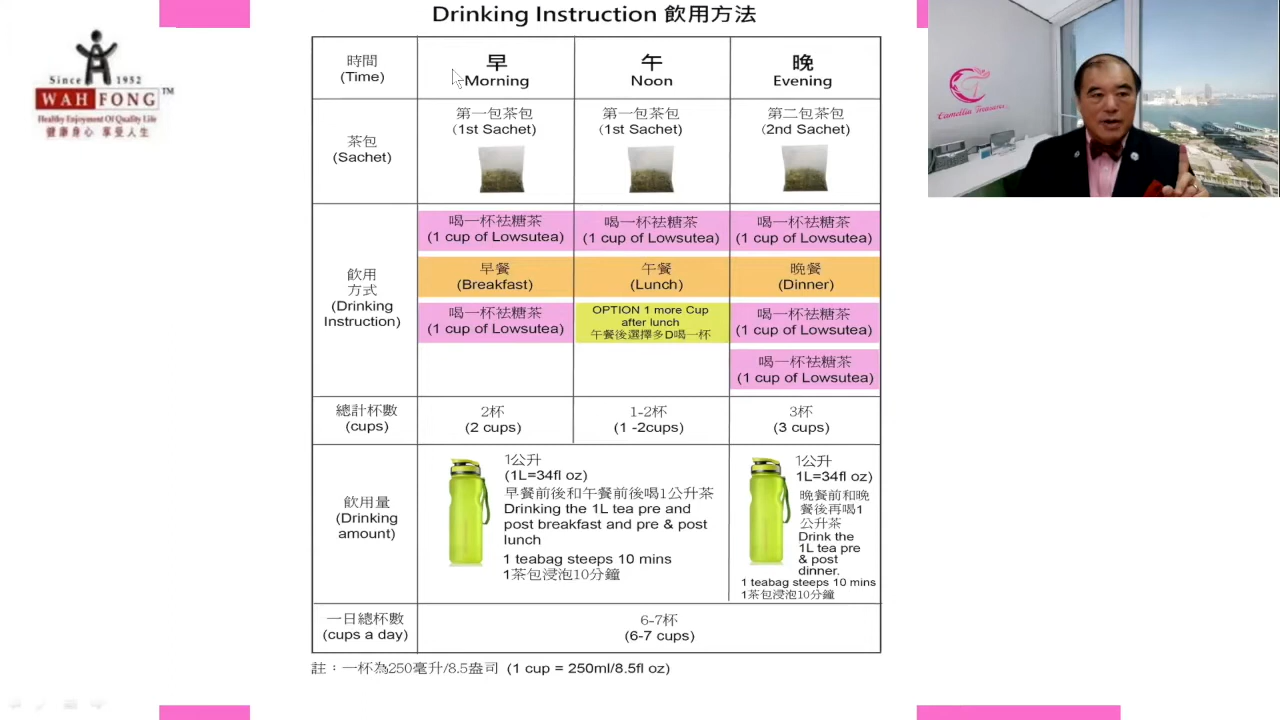 Drinking Instruction 飲用方法
Since 1952
WAH FONG TM
Healthy Enjoyment Of Quality Life
健康身心 享受人生
Camellia Treasure
時間
(Time)
早
Morning
午
Noon
晚
Evening
茶包
(Sachet)
第一包茶包
(1st Sachet)
第一包茶包
(1st Sachet)
第二包茶包
(2nd Sachet)
飲用
方式
(Drinking
Instruction)
喝一杯祛糖茶
(1 cup of Lowsutea)
喝一杯祛糖茶
(1 cup of Lowsutea)
喝一杯祛糖茶
(1 cup of Lowsutea)
早餐
(Breakfast)
午餐
(Lunch)
晚餐
(Dinner)
喝一杯祛糖茶
(1 cup of Lowsutea)
OPTION 1 more Cup
after lunch
午餐後選擇多D喝一杯
喝一杯祛糖茶
(1 cup of Lowsutea)
喝一杯祛糖茶
(1 cup of Lowsutea)
總計杯數
(cups)
2杯
(2 cups)
1-2杯
(1 -2cups)
3杯
(3 cups)
飲用量
(Drinking
amount)
1公升
(1L=34fl oz)
早餐前後和午餐前後喝1公升茶
Drinking the 1L tea pre and
post breakfast and pre & post
lunch
1 teabag steeps 10 mins
1茶包浸泡10分鐘
1公升
1L=34fl oz)
晚餐前和晚
餐後再喝1
公升茶
Drink the
1L tea pre
& post
dinner.
1 teabag steeps 10 mins
1茶包浸泡10分鐘
一日總杯數
(cups a day)
6-7杯
(6-7 cups)
註：一杯為250毫升/8.5盎司 (1 cup = 250ml/8.5fl oz)